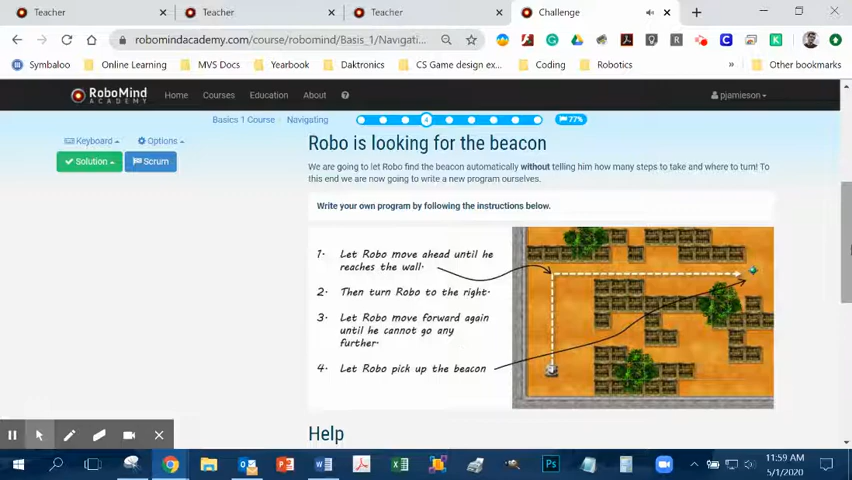 Teacher
Teacher
Teacher
Challenge
robomindacademy.com/course/robomind/Basis_1/Navigati...
Symbaloo
Online Learning
MVS Docs
Yearbook
Daktronics
CS Game design ex...
Coding
Robotics
»
Other bookmarks
ROBOMIND
ACADEMY
Home
Courses
Education
About
pjamieson
Basics 1 Course
Navigating
4
77%
Keyboard
Options
Solution
Scrum
Robo is looking for the beacon
We are going to let Robo find the beacon automatically without telling him how many steps to take and where to turn! To
this end we are now going to write a new program ourselves.
Write your own program by following the instructions below.
1. Let Robo move ahead until he
reaches the wall.
2. Then turn Robo to the right.
3. Let Robo move forward again
until he cannot go any
further.
4. Let Robo pick up the beacon
Help
11:59 AM
5/1/2020